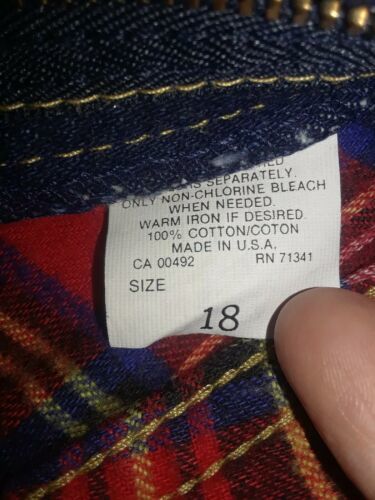 SEPARATELY.
ONLY NON-CHLORINE BLEACH
WHEN NEEDED.
WARM IRON IF DESIRED.
100% COTTON/COTON
MADE IN U.S.A.
CA 00492 RN 71341
SIZE
18